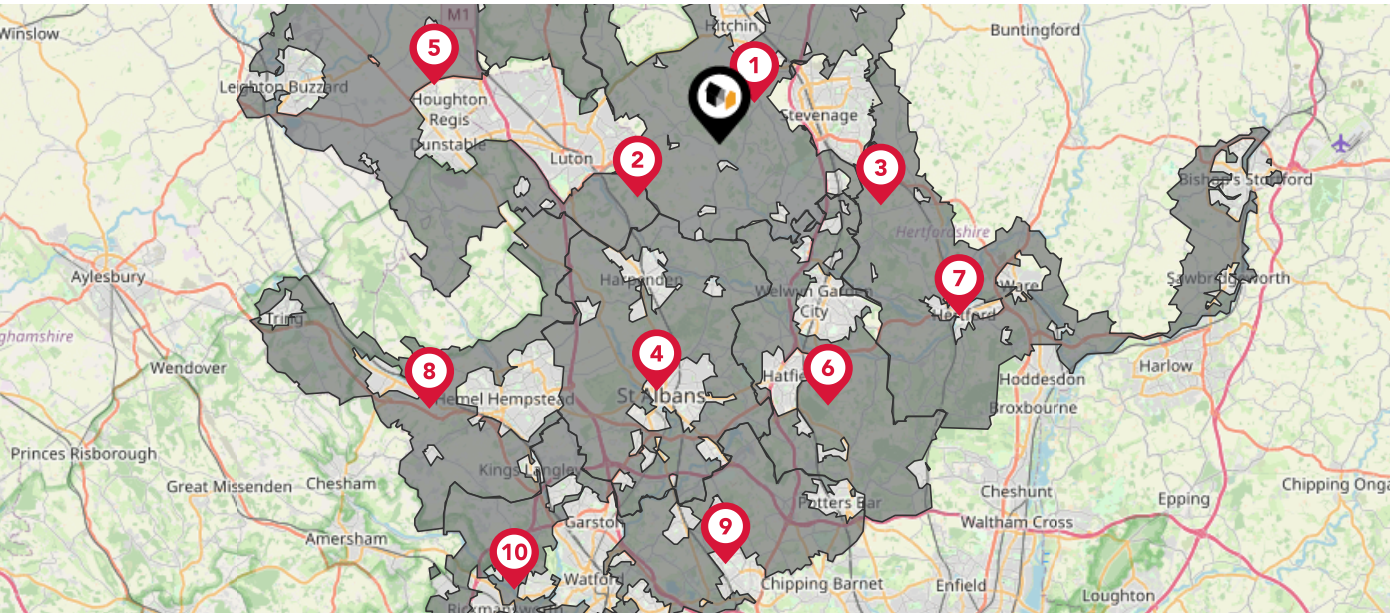 Winslow
M1
Hitchin
Buntingford
5
1
Leighton Buzzard
Houghton
Regis
Stevenage
Dunstable
Luton
2
3
Bishop's Stortford
Hertfordshire
Aylesbury
Harpenden
7
Ware
Sawbridgeworth
Welwyn Garden
City
Hertford
Tring
ghamshire
Wendover
8
4
6
Hatfie
Harlow
Hemel Hempstead
St Albans
Hoddesdon
Broxbourne
Princes Risborough
Kings Langley
Great Missenden
Chesham
Potters Bar
Cheshunt
Epping
Chipping Onga
Garston
Waltham Cross
Amersham
9
10
Watford
Chipping Barnet
Enfield
Loughton
Rickmansworth